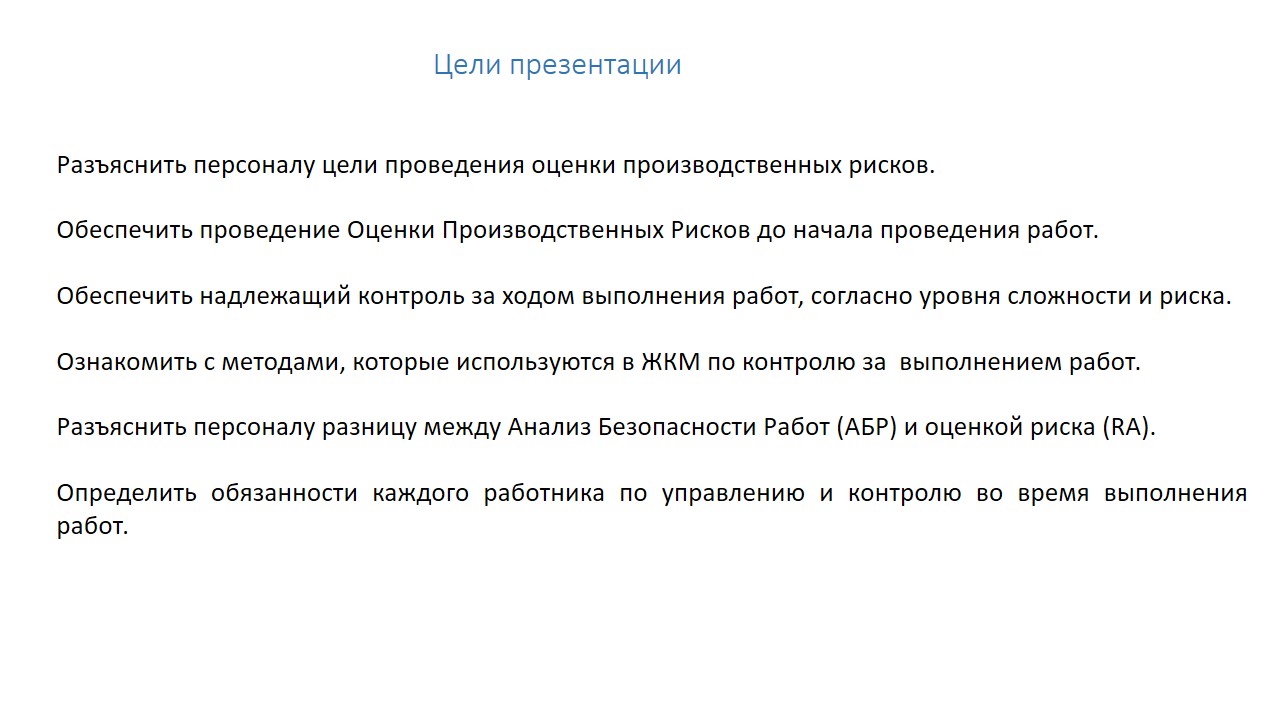 Цели презентации
Разъяснить персоналу цели проведения оценки производственных рисков.
Обеспечить проведение Оценки Производственных Рисков до начала проведения работ.
Обеспечить надлежащий контроль за ходом выполнения работ, согласно уровня сложности и риска.
Ознакомить с методами, которые используются в ЖКМ по контролю за  выполнением работ.
Разъяснить персоналу разницу между Анализ Безопасности Работ (АБР) и оценкой риска (RA).
Определить обязанности каждого работника по управлению и контролю во время выполнения
работ.